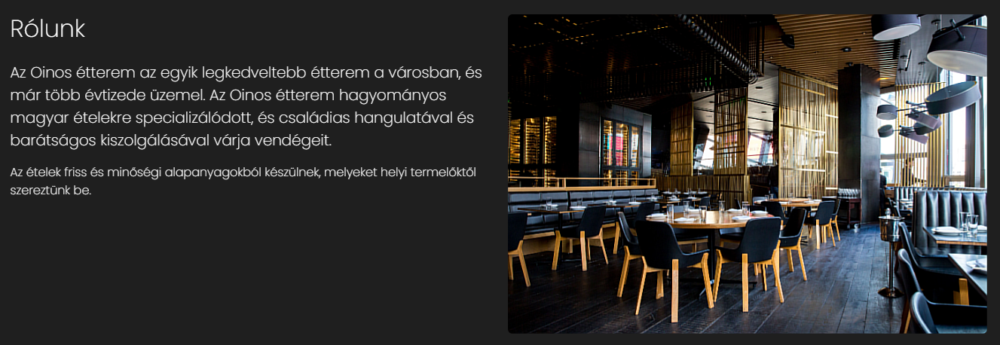 Rólunk
Az Oinos étterem az egyik legkedveltebb étterem a városban, és
már több évtizede üzemel. Az Oinos étterem hagyományos
magyar ételekre specializálódott, és családias hangulatával és
barátságos kiszolgálásával várja vendégeit.
Az ételek friss és minőségi alapanyagokból készülnek, melyeket helyi termelőktől
szereztünk be.